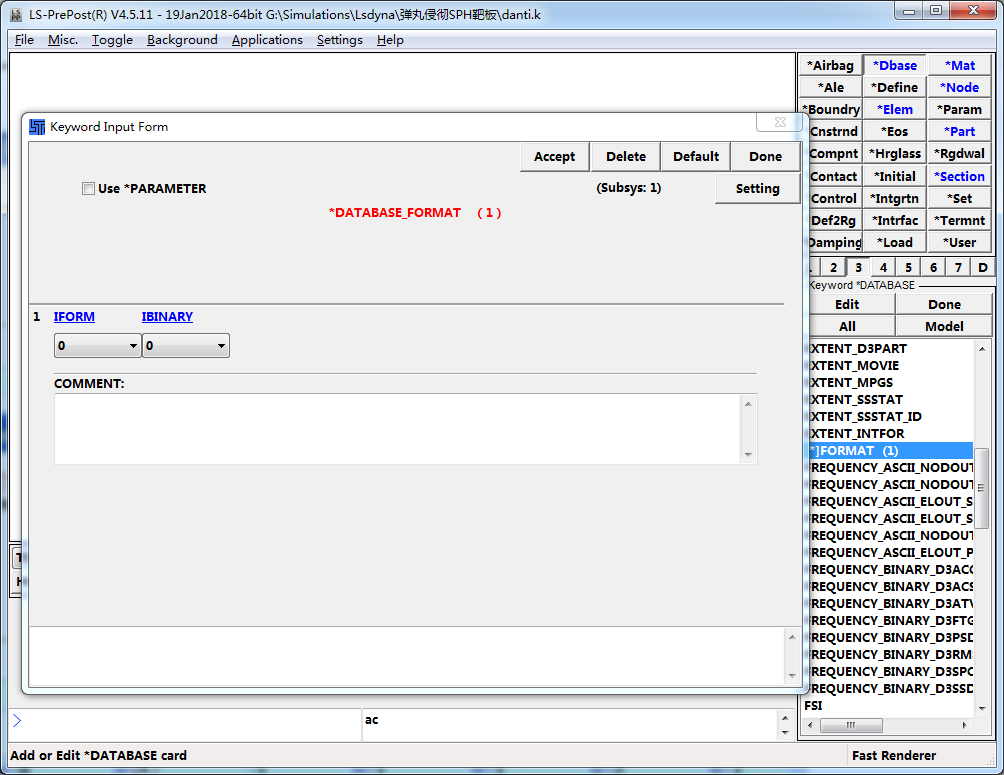 LS-PrePost(R) V4.5.11 - 19Jan2018-64bit G:\Simulations\Lsdyna\弹丸侵彻SPH靶板\danti.k
File Misc. Toggle Background Applications Settings Help
*Airbag *Dbase *Mat
*Ale *Define *Node
*Boundry *Elem *Param
Cnstrnd *Eos *Part
Compnt *Hrglass *Rgdwal
Contact *Initial *Section
Control *Intgrtn *Set
Def2Rg *Intrfac *Termnt
Damping *Load *User
2 3 4 5 6 7 D
Keyword *DATABASE
Edit Done
All Model
Keyword Input Form
Accept Delete Default Done
Use *PARAMETER (Subsys: 1) Setting
*DATABASE_FORMAT (1)
1 IFORM IBINARY
0 0
COMMENT:
XTENT_D3PART
XTENT_MOVIE
XTENT_MPGS
XTENT_SSSTAT
XTENT_SSSTAT_ID
XTENT_INTFOR
*]FORMAT (1)
REQUENCY_ASCII_NODOUT
REQUENCY_ASCII_NODOUT
REQUENCY_ASCII_ELOUT_S
REQUENCY_ASCII_ELOUT_S
REQUENCY_ASCII_NODOUT
REQUENCY_ASCII_ELOUT_P
REQUENCY_BINARY_D3ACC
REQUENCY_BINARY_D3ACS
REQUENCY_BINARY_D3ATV
REQUENCY_BINARY_D3FTG
REQUENCY_BINARY_D3PSD
REQUENCY_BINARY_D3RM
REQUENCY_BINARY_D3SPC
REQUENCY_BINARY_D3SSD
FSI
> ac
Add or Edit *DATABASE card Fast Renderer